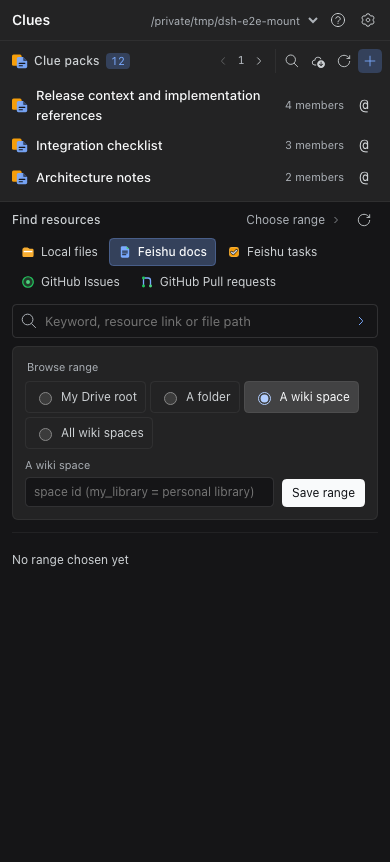 Clues
/private/tmp/dsh-e2e-mount
Clue packs 12
1
Release context and implementation
references
4 members @
Integration checklist
3 members @
Architecture notes
2 members @
Find resources
Choose range
Local files
Feishu docs
Feishu tasks
GitHub Issues
GitHub Pull requests
Keyword, resource link or file path
Browse range
My Drive root
A folder
A wiki space
All wiki spaces
A wiki space
space id (my_library = personal library)
Save range
No range chosen yet